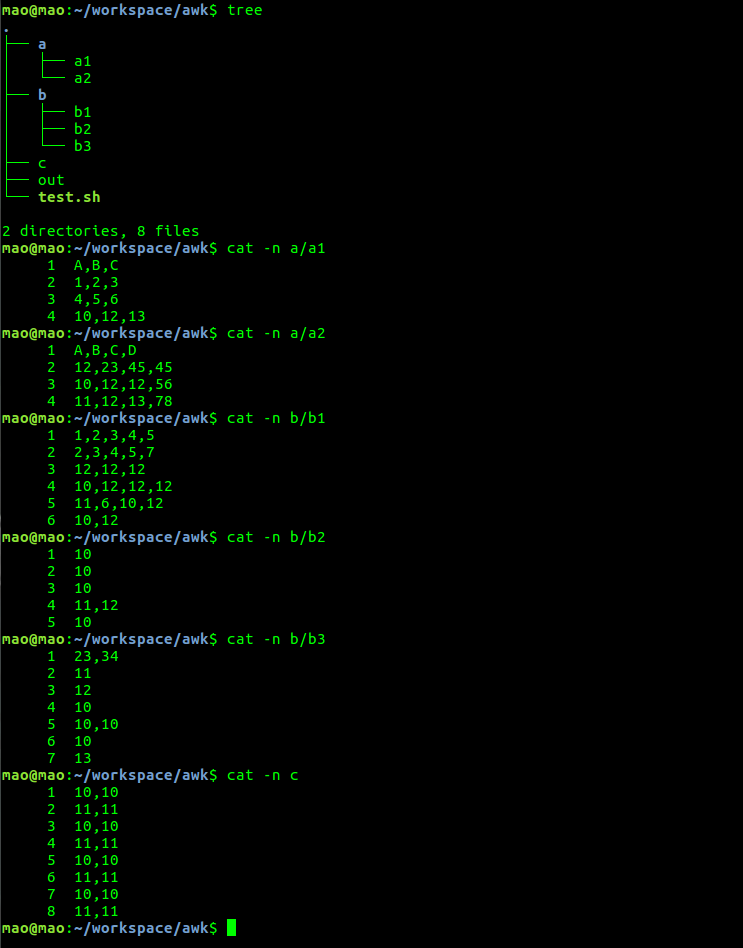 mao@mao:~/workspace/awk$ tree
.
├── a
│   ├── a1
│   └── a2
├── b
│   ├── b1
│   ├── b2
│   └── b3
├── c
├── out
└── test.sh

2 directories, 8 files
mao@mao:~/workspace/awk$ cat -n a/a1
     1  A,B,C
     2  1,2,3
     3  4,5,6
     4  10,12,13
mao@mao:~/workspace/awk$ cat -n a/a2
     1  A,B,C,D
     2  12,23,45,45
     3  10,12,12,56
     4  11,12,13,78
mao@mao:~/workspace/awk$ cat -n b/b1
     1  1,2,3,4,5
     2  2,3,4,5,7
     3  12,12,12
     4  10,12,12,12
     5  11,6,10,12
     6  10,12
mao@mao:~/workspace/awk$ cat -n b/b2
     1  10
     2  10
     3  10
     4  11,12
     5  10
mao@mao:~/workspace/awk$ cat -n b/b3
     1  23,34
     2  11
     3  12
     4  10
     5  10,10
     6  10
     7  13
mao@mao:~/workspace/awk$ cat -n c
     1  10,10
     2  11,11
     3  10,10
     4  11,11
     5  10,10
     6  11,11
     7  10,10
     8  11,11
mao@mao:~/workspace/awk$